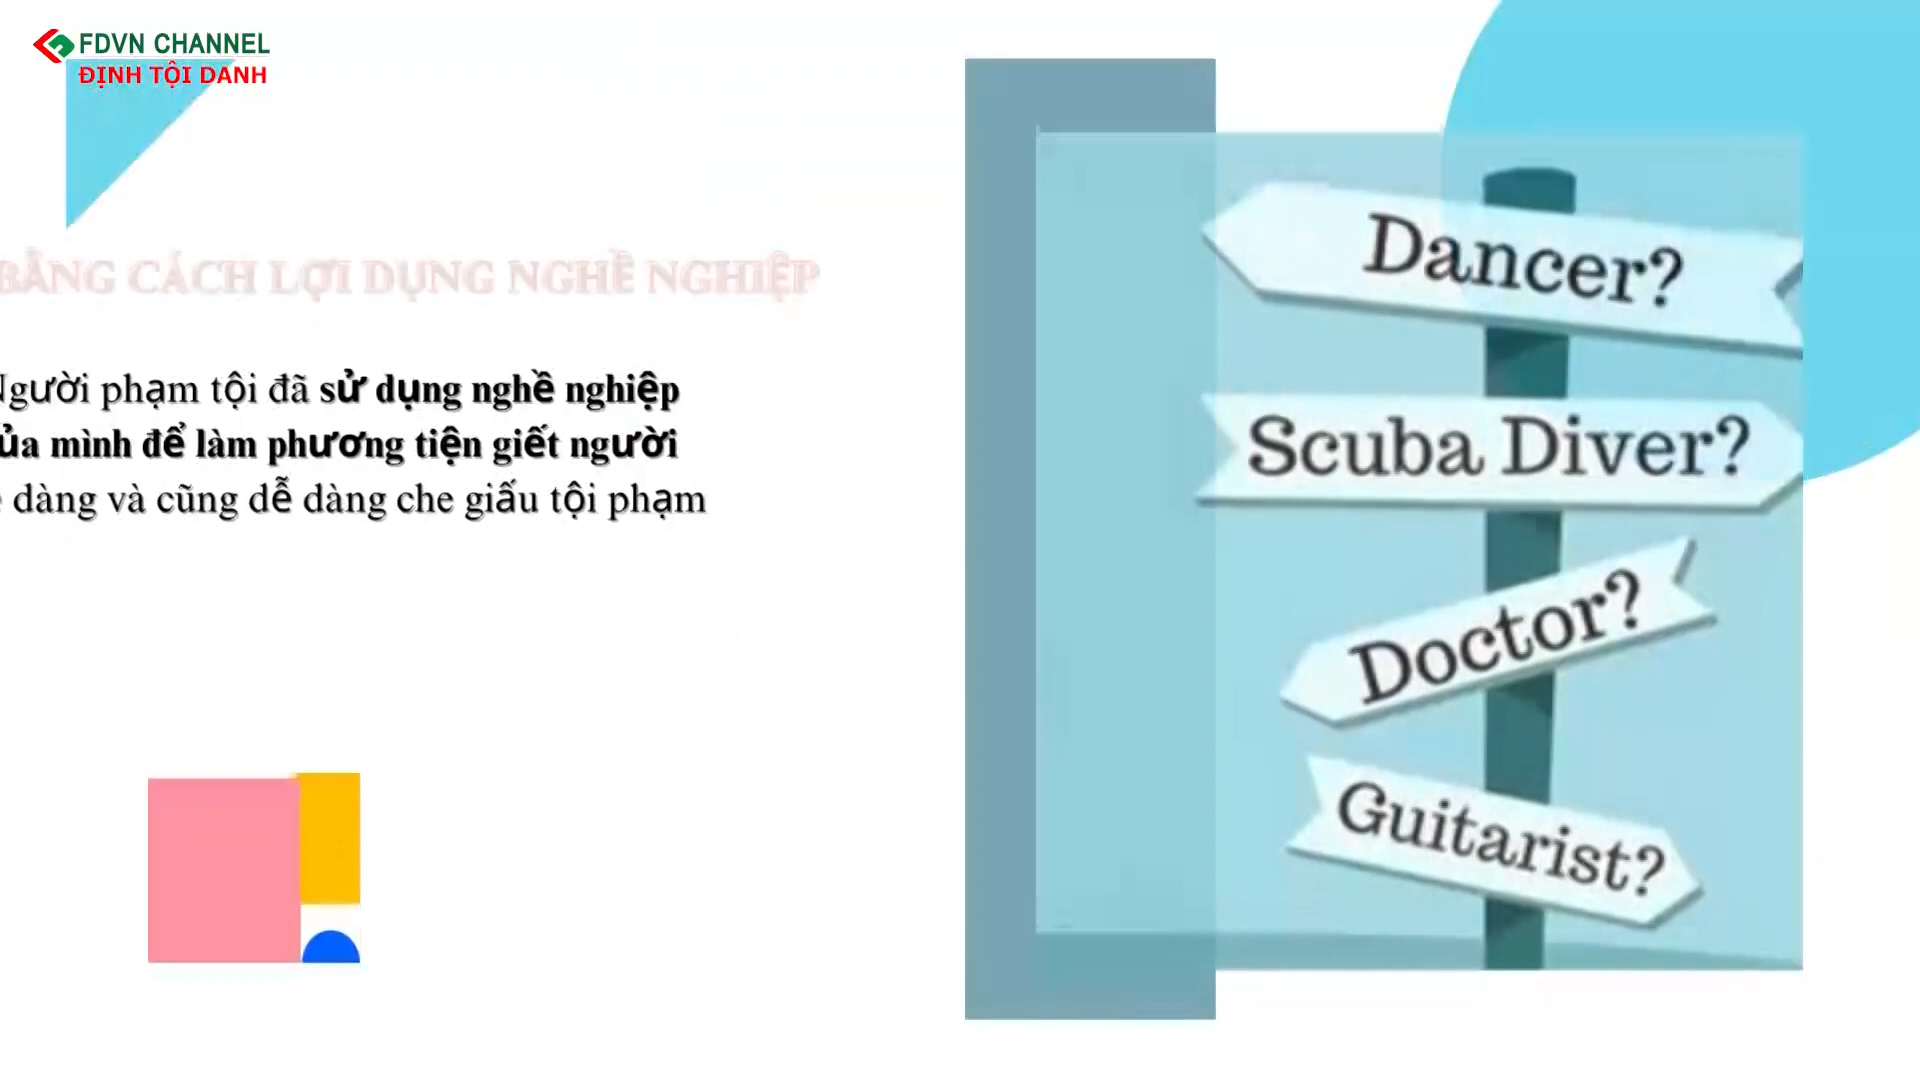 FDVN CHANNEL
ĐỊNH TỘI DANH
BẰNG CÁCH LỢI DỤNG NGHỀ NGHIỆP
phạm tội đã sử dụng nghề nghiệp
mình để làm phương tiện giết người
dàng và cũng dễ dàng che giấu tội phạm
Dancer?
Scuba Diver?
Doctor?
Guitarist?